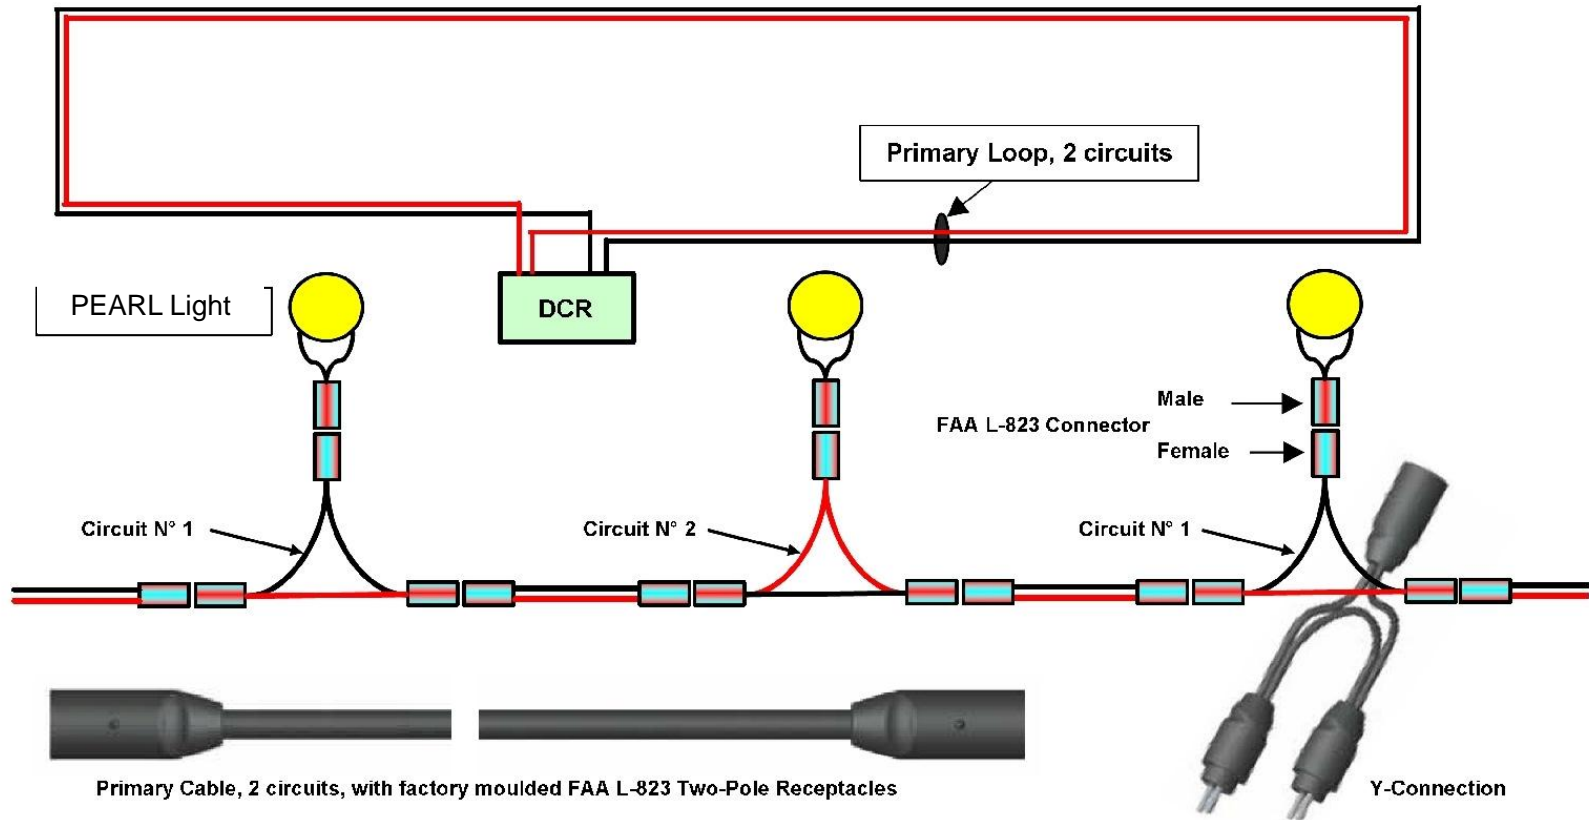 Primary Loop, 2 circuits
PEARL Light
DCR
Male
FAA L-823 Connector
Female
Circuit N° 1
Circuit N° 2
Circuit N° 1
Primary Cable, 2 circuits, with factory moulded FAA L-823 Two-Pole Receptacles
Y-Connection